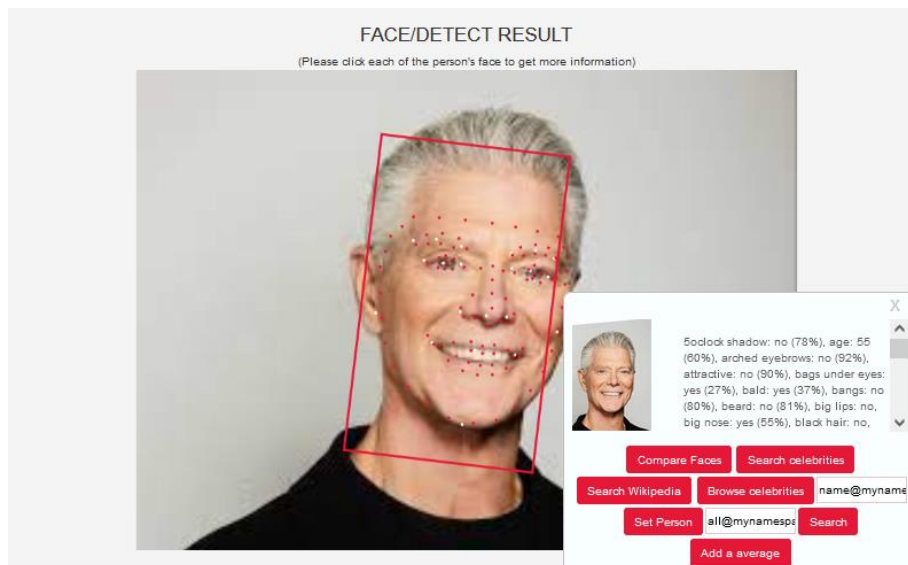 FACE/DETECT RESULT
(Please click each of the person's face to get more information)
X
5oclock shadow: no (78%), age: 55
(60%), arched eyebrows: no (92%),
attractive: no (90%), bags under eyes:
yes (27%), bald: yes (37%), bangs: no
(80%), beard: no (81%), big lips: no,
big nose: yes (55%), black hair: no,
Compare Faces Search celebrities
Search Wikipedia Browse celebrities name@myname
Set Person all@mynamespa Search
Add a average